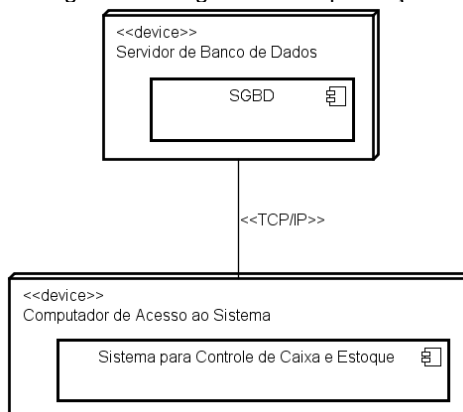 <<device>>
Servidor de Banco de Dados
SGBD
<<TCP/IP>>
<<device>>
Computador de Acesso ao Sistema
Sistema para Controle de Caixa e Estoque